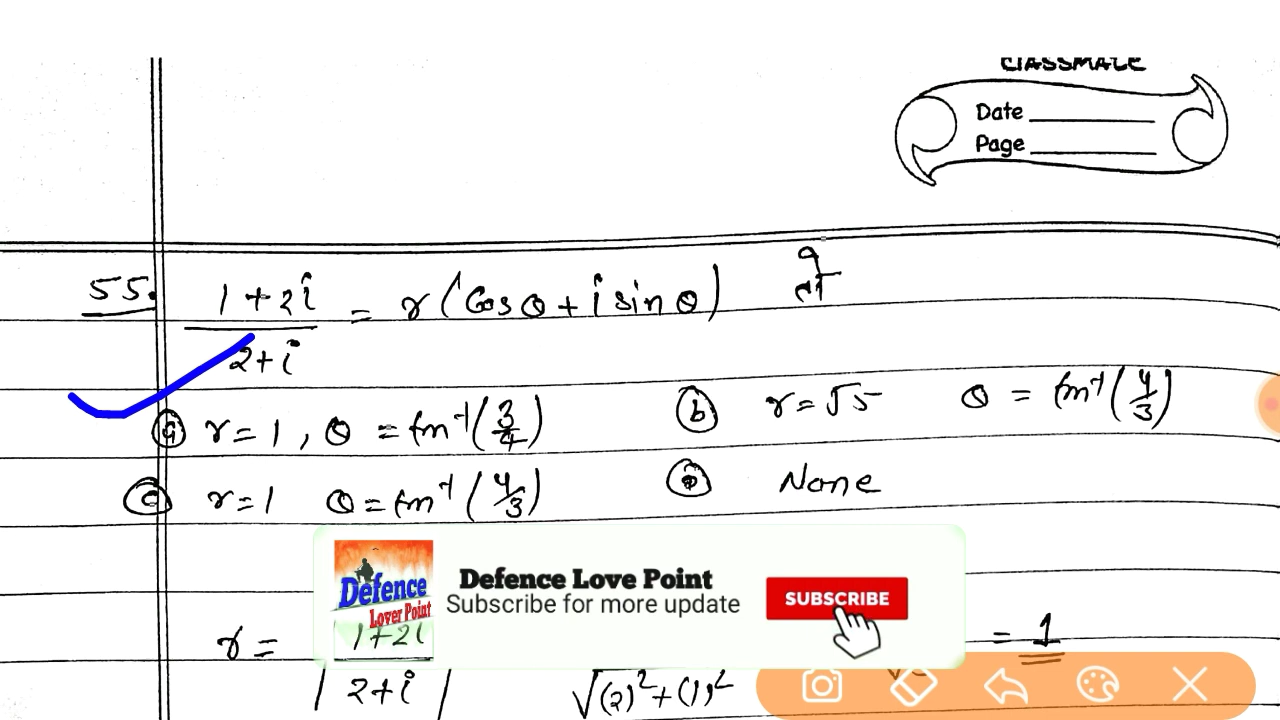 CLASSMATE
Date
Page
55. 1+2i / 2+i = r (Cos θ + i sin θ) तो
(a) r = 1, θ = tan⁻¹(3/4) (b) r = √5 θ = tan⁻¹(4/3)
(c) r = 1 θ = tan⁻¹(4/3) None
Defence Lover Point
Defence Love Point
Subscribe for more update
SUBSCRIBE
r = |1+2i / 2+i| √(2)²+(1)² = 1